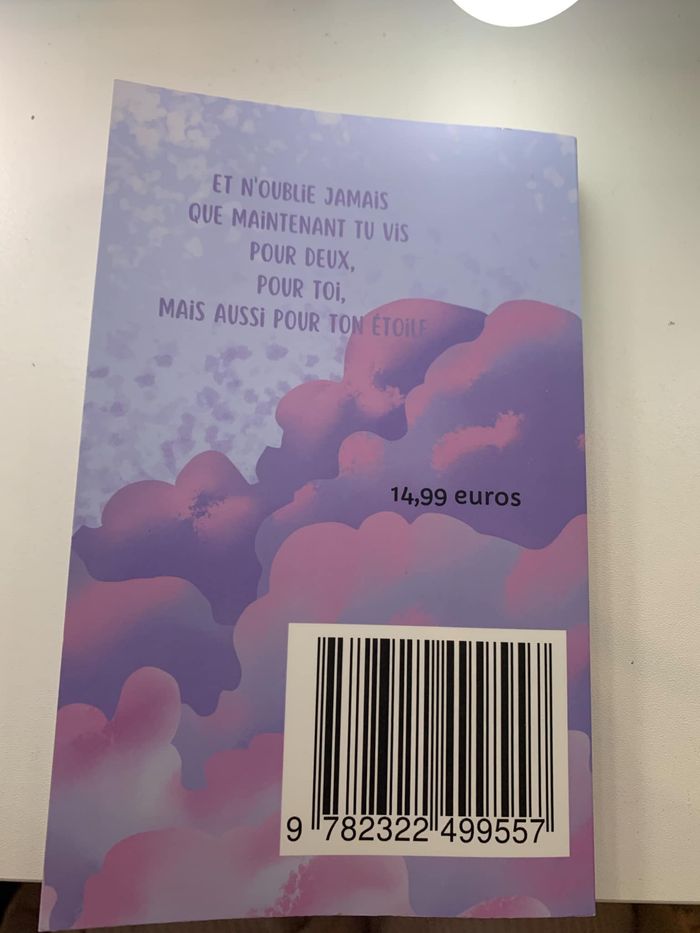 ET N'OUBLIE JAMAIS
QUE MAINTENANT TU VIS
POUR DEUX,
POUR TOI,
MAIS AUSSI POUR TON ÉTOILE
14,99 euros
9 782322 499557